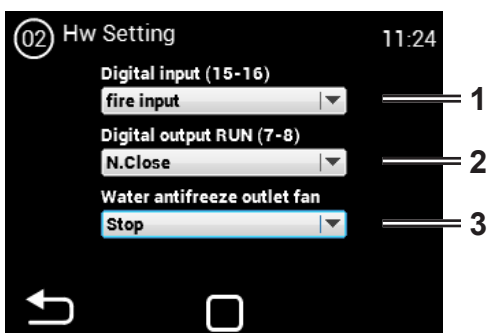 02 Hw Setting 11:24
Digital input (15-16)
fire input 1
Digital output RUN (7-8)
N.Close 2
Water antifreeze outlet fan
Stop 3